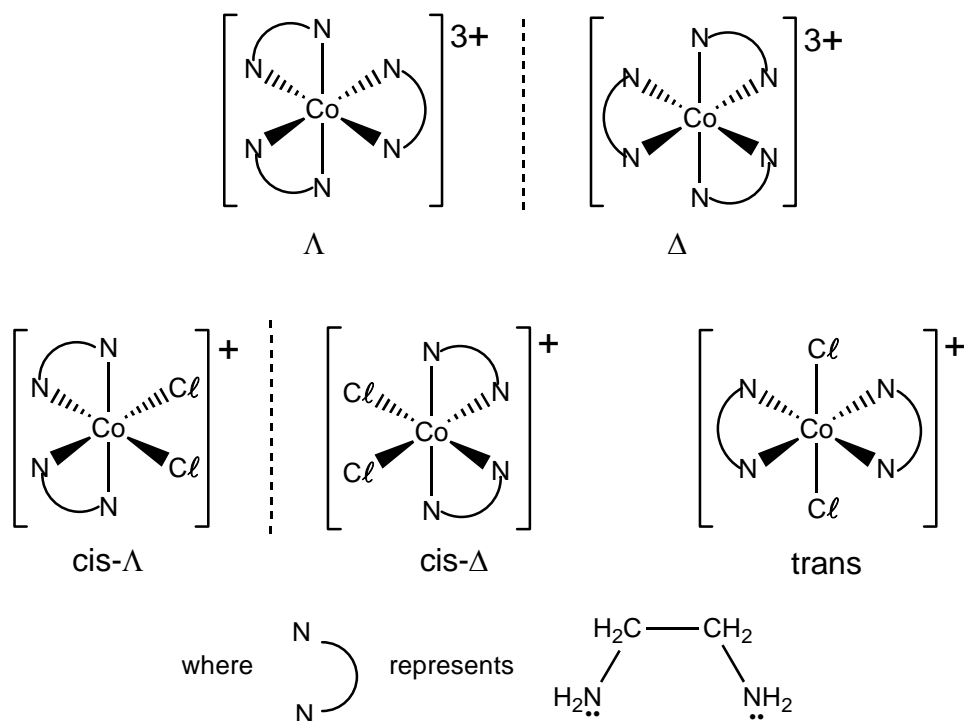 N N 3+
N N
Co
N N
N
Λ
N N 3+
N
Co
N N
N
Δ
N +
N Cℓ
Co
N Cℓ
N
cis-Λ
N +
Cℓ N
Co
Cℓ N
N
cis-Δ
Cℓ +
N N
Co
N N
Cℓ
trans
where N N represents H₂C CH₂
H₂N̤ N̤H₂